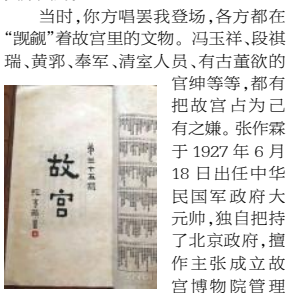 当时,你方唱罢我登场,各方都在
“觊觎”着故宫里的文物。冯玉祥、段祺
瑞、黄郛、奉军、清室人员、有古董欲的
官绅等等,都有
把故宫占为己
有之嫌。张作霖
于1927年6月
18日出任中华
民国军政府大
元帅,独自把持
了北京政府,擅
作主张成立故
宫博物院管理
故宫